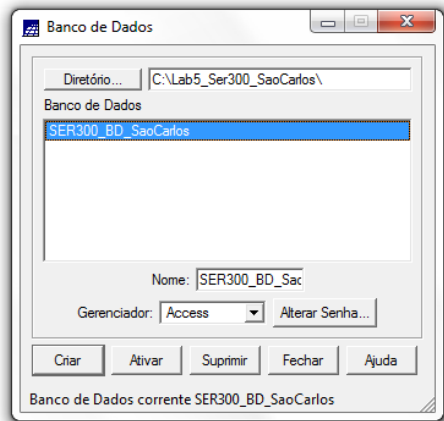 Banco de Dados
Diretório... C:\Lab5_Ser300_SaoCarlos\
Banco de Dados
SER300_BD_SaoCarlos
Nome: SER300_BD_Sac
Gerenciador: Access Alterar Senha...
Criar Ativar Suprimir Fechar Ajuda
Banco de Dados corrente SER300_BD_SaoCarlos